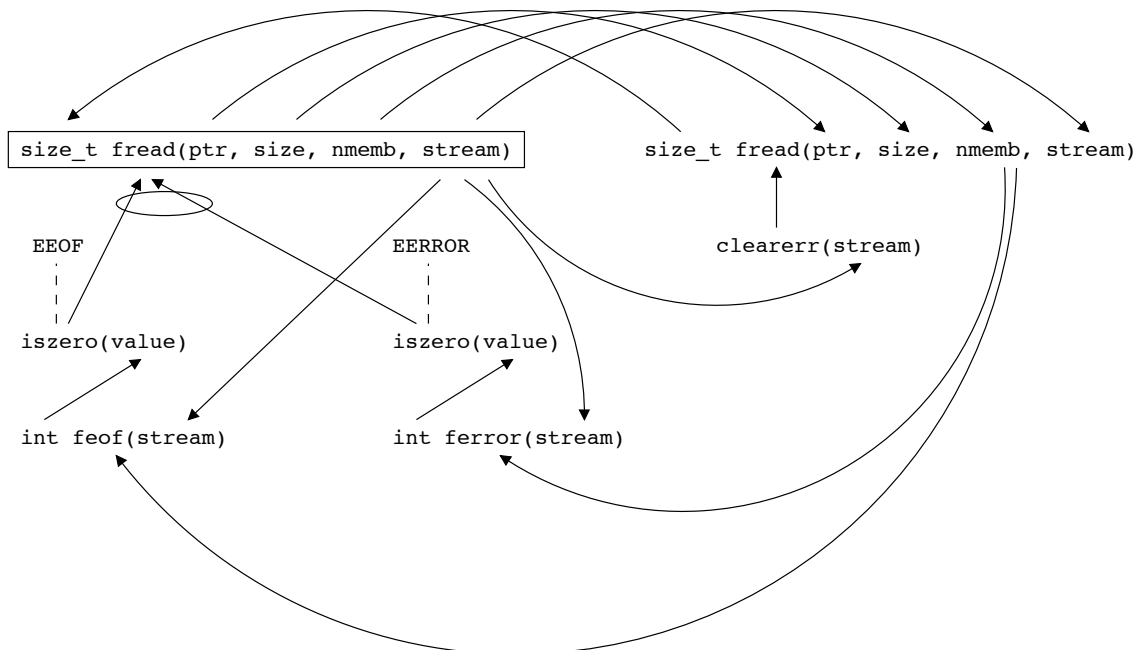 size_t fread(ptr, size, nmemb, stream)
size_t fread(ptr, size, nmemb, stream)
EEOF
EERROR
clearerr(stream)
iszero(value)
iszero(value)
int feof(stream)
int ferror(stream)